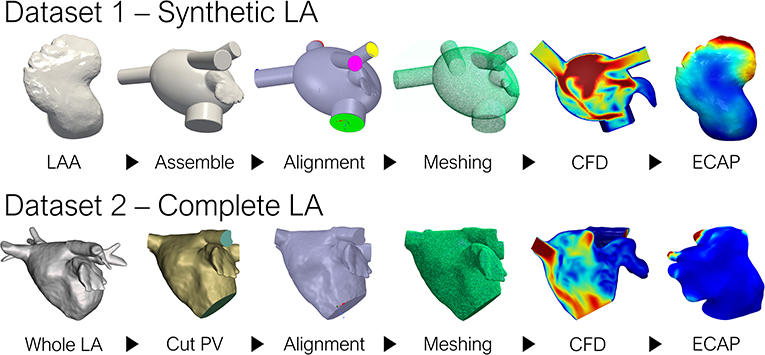 Dataset 1 – Synthetic LA
LAA ▶ Assemble ▶ Alignment ▶ Meshing ▶ CFD ▶ ECAP
Dataset 2 – Complete LA
Whole LA ▶ Cut PV ▶ Alignment ▶ Meshing ▶ CFD ▶ ECAP